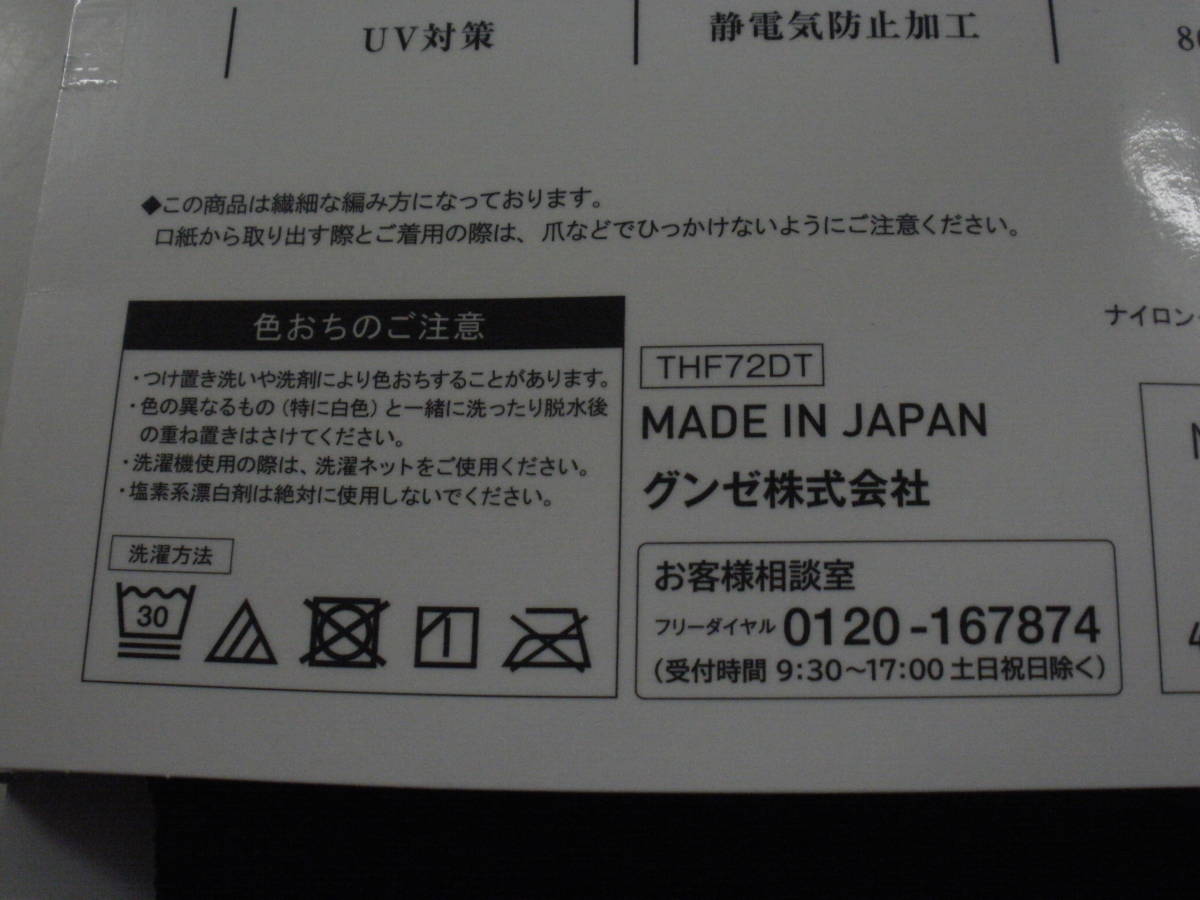 UV対策
静電気防止加工
◆この商品は繊細な編み方になっております。
口紙から取り出す際とご着用の際は、爪などでひっかけないようにご注意ください。
色おちのご注意
・つけ置き洗いや洗剤により色おちすることがあります。
・色の異なるもの（特に白色）と一緒に洗ったり脱水後
の重ね置きはさけてください。
・洗濯機使用の際は、洗濯ネットをご使用ください。
・塩素系漂白剤は絶対に使用しないでください。
洗濯方法
30
THF72DT
MADE IN JAPAN
グンゼ株式会社
お客様相談室
フリーダイヤル 0120-167874
（受付時間 9:30～17:00 土日祝日除く）
ナイロン